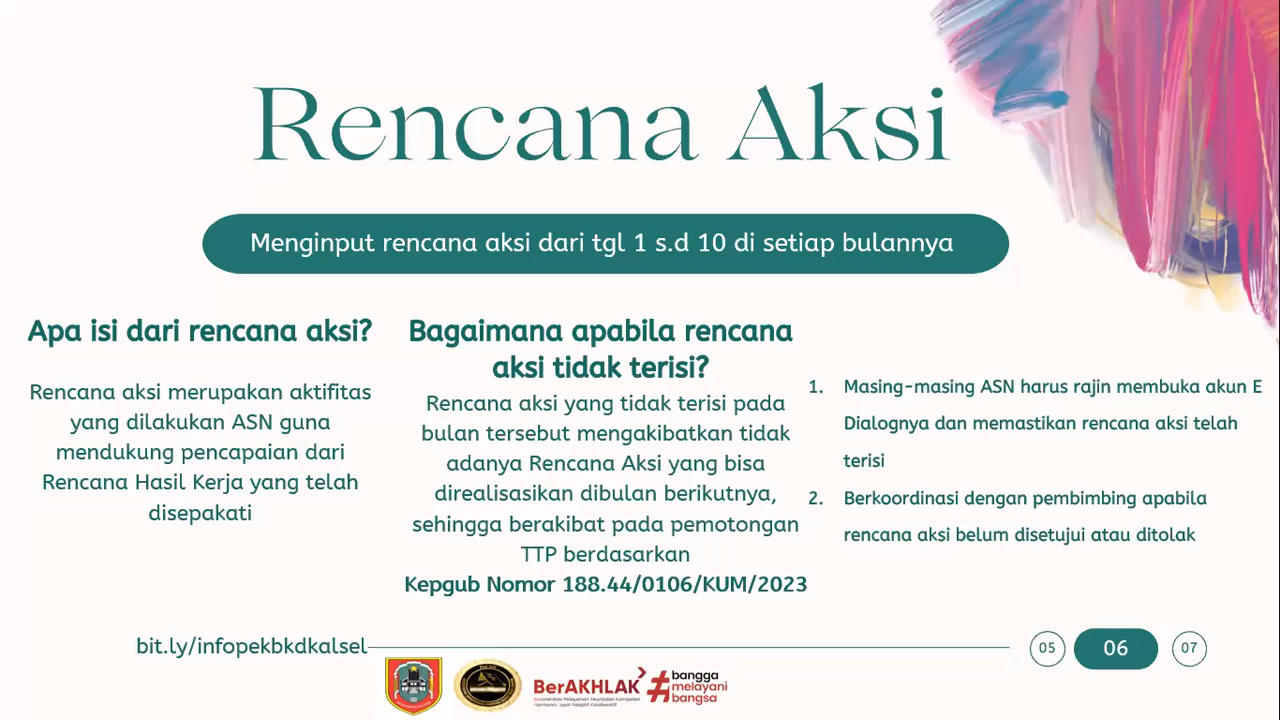 Rencana Aksi
Menginput rencana aksi dari tgl 1 s.d 10 di setiap bulannya
Apa isi dari rencana aksi?
Rencana aksi merupakan aktifitas
yang dilakukan ASN guna
mendukung pencapaian dari
Rencana Hasil Kerja yang telah
disepakati
Bagaimana apabila rencana
aksi tidak terisi?
Rencana aksi yang tidak terisi pada
bulan tersebut mengakibatkan tidak
adanya Rencana Aksi yang bisa
direalisasikan dibulan berikutnya,
sehingga berakibat pada pemotongan
TTP berdasarkan
Kepgub Nomor 188.44/0106/KUM/2023
1. Masing-masing ASN harus rajin membuka akun E
Dialognya dan memastikan rencana aksi telah
terisi
2. Berkoordinasi dengan pembimbing apabila
rencana aksi belum disetujui atau ditolak
bit.ly/infopekbkdkalsel
05 06 07
BerAKHLAK
#bangga
melayani
bangsa